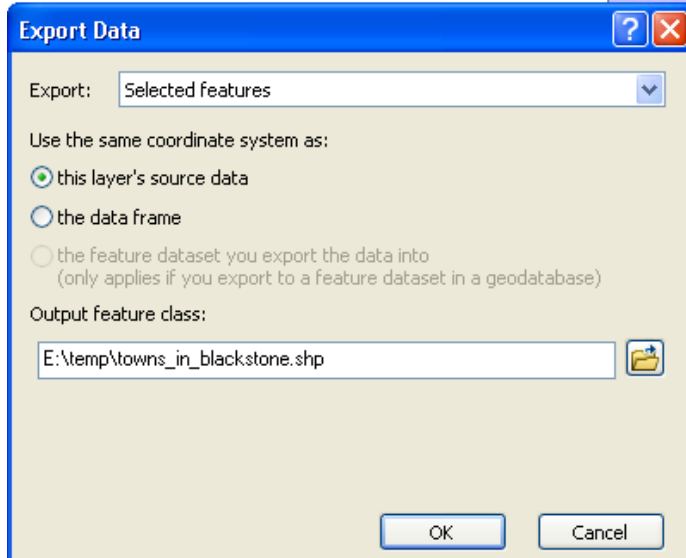 Export Data
Export: Selected features
Use the same coordinate system as:
this layer's source data
the data frame
the feature dataset you export the data into
(only applies if you export to a feature dataset in a geodatabase)
Output feature class:
E:\temp\towns_in_blackstone.shp
OK Cancel